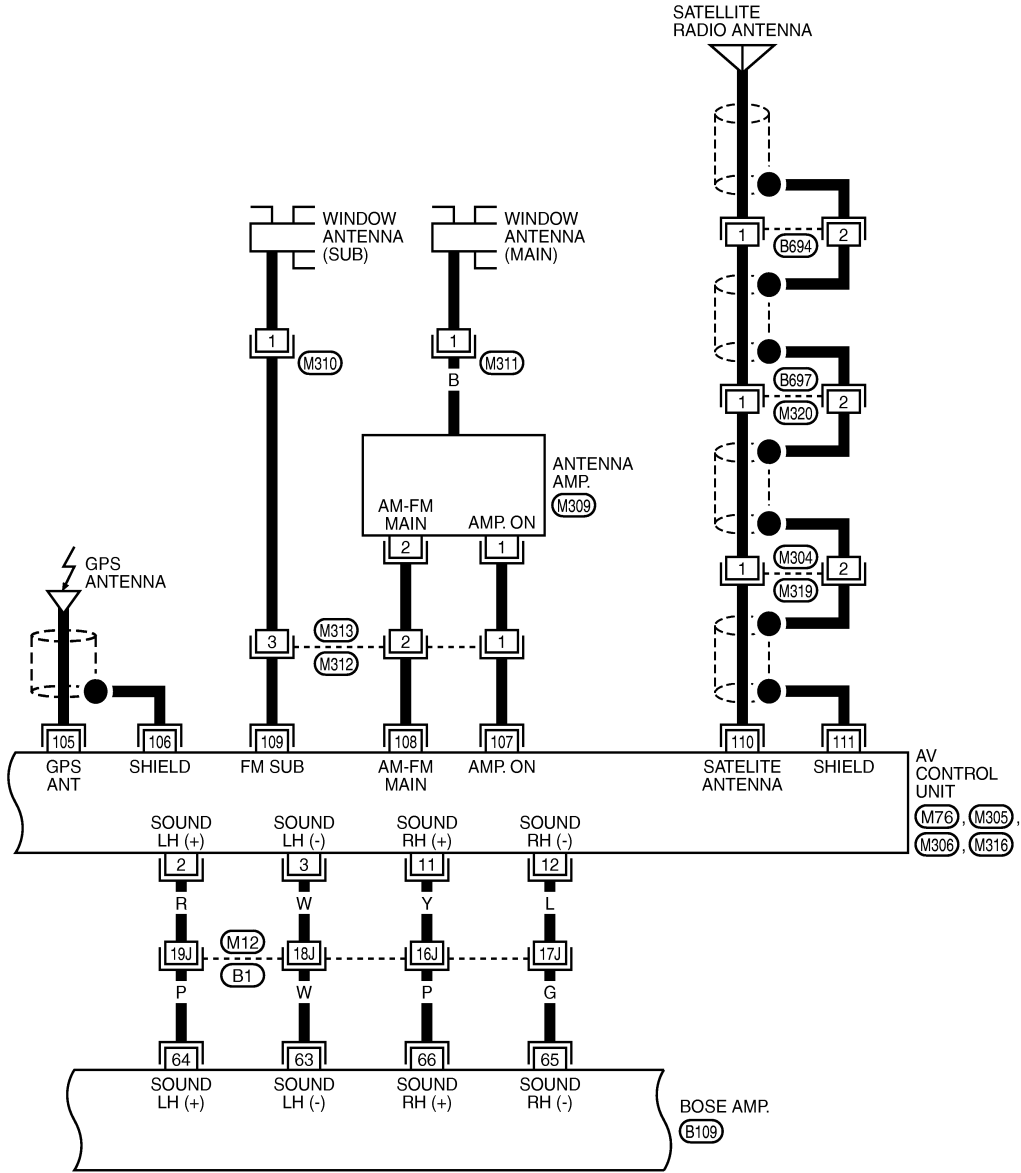 SATELLITE
RADIO ANTENNA
WINDOW
ANTENNA
(SUB)
WINDOW
ANTENNA
(MAIN)
1
2
B694
1
M310
1
M311
B
B697
1
2
M320
ANTENNA
AMP.
M309
AM-FM
MAIN
AMP. ON
2
1
GPS
ANTENNA
M304
1
2
M319
3
M313
M312
2
1
105
106
109
108
107
110
111
GPS
ANT
SHIELD
FM SUB
AM-FM
MAIN
AMP. ON
SATELITE
ANTENNA
SHIELD
AV
CONTROL
UNIT
M76 , M305 ,
M306 , M316
SOUND
LH (+)
SOUND
LH (-)
SOUND
RH (+)
SOUND
RH (-)
2
3
11
12
R
W
Y
L
19J
M12
B1
18J
16J
17J
P
W
P
G
64
63
66
65
SOUND
LH (+)
SOUND
LH (-)
SOUND
RH (+)
SOUND
RH (-)
BOSE AMP.
B109